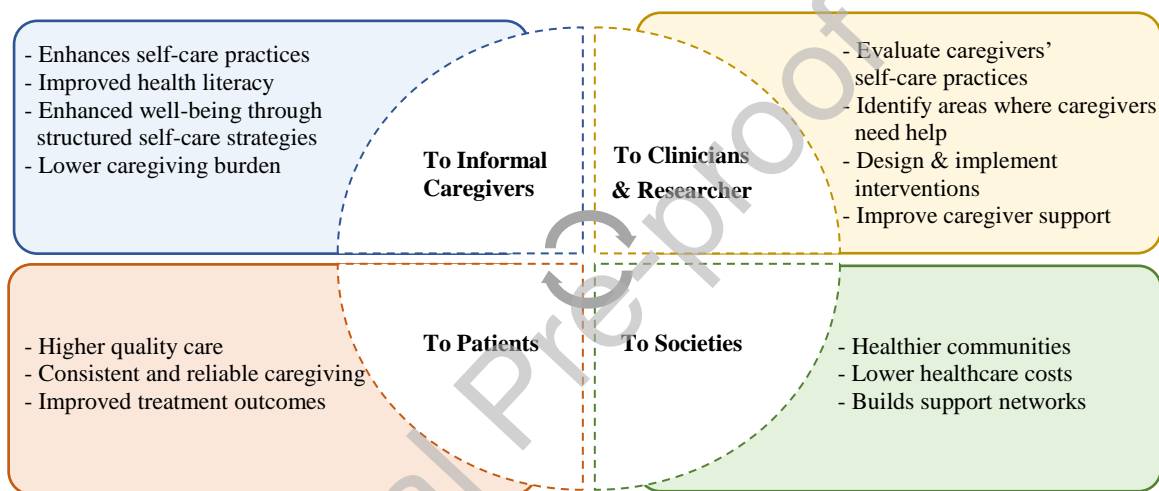 - Enhances self-care practices
- Improved health literacy
- Enhanced well-being through
structured self-care strategies
- Lower caregiving burden
To Informal
Caregivers
To Clinicians
& Researcher
- Evaluate caregivers’
self-care practices
- Identify areas where caregivers
need help
- Design & implement
interventions
- Improve caregiver support
- Higher quality care
- Consistent and reliable caregiving
- Improved treatment outcomes
To Patients
To Societies
- Healthier communities
- Lower healthcare costs
- Builds support networks
al Pre-proof